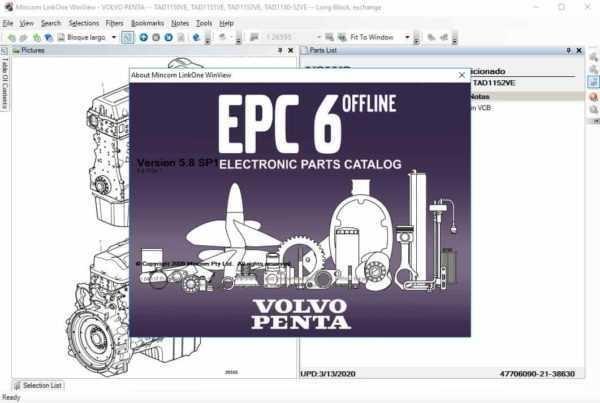 Mincom LinkOne WinView - VOLVO PENTA -- TAD1150VE, TAD1151VE, TAD1152VE, TAD1130-52VE -- Long Block, exchange
File View Search Selections Filters Bookmarks Notes Tools Help
Bloque largo
1:26595
Fit To Window
Pictures
Parts List
Table Of Contents
About Mincom LinkOne WinView
icionado
TAD1152VE
Notas
in VCB
EPC 6 OFFLINE
Version 5.8 SP1
ELECTRONIC PARTS CATALOG
© Copyright 2009 Mincom Pty Ltd. All rights reserved.
VOLVO
PENTA
UPD:3/13/2020
47706090-21-38630
Selection List
Ready